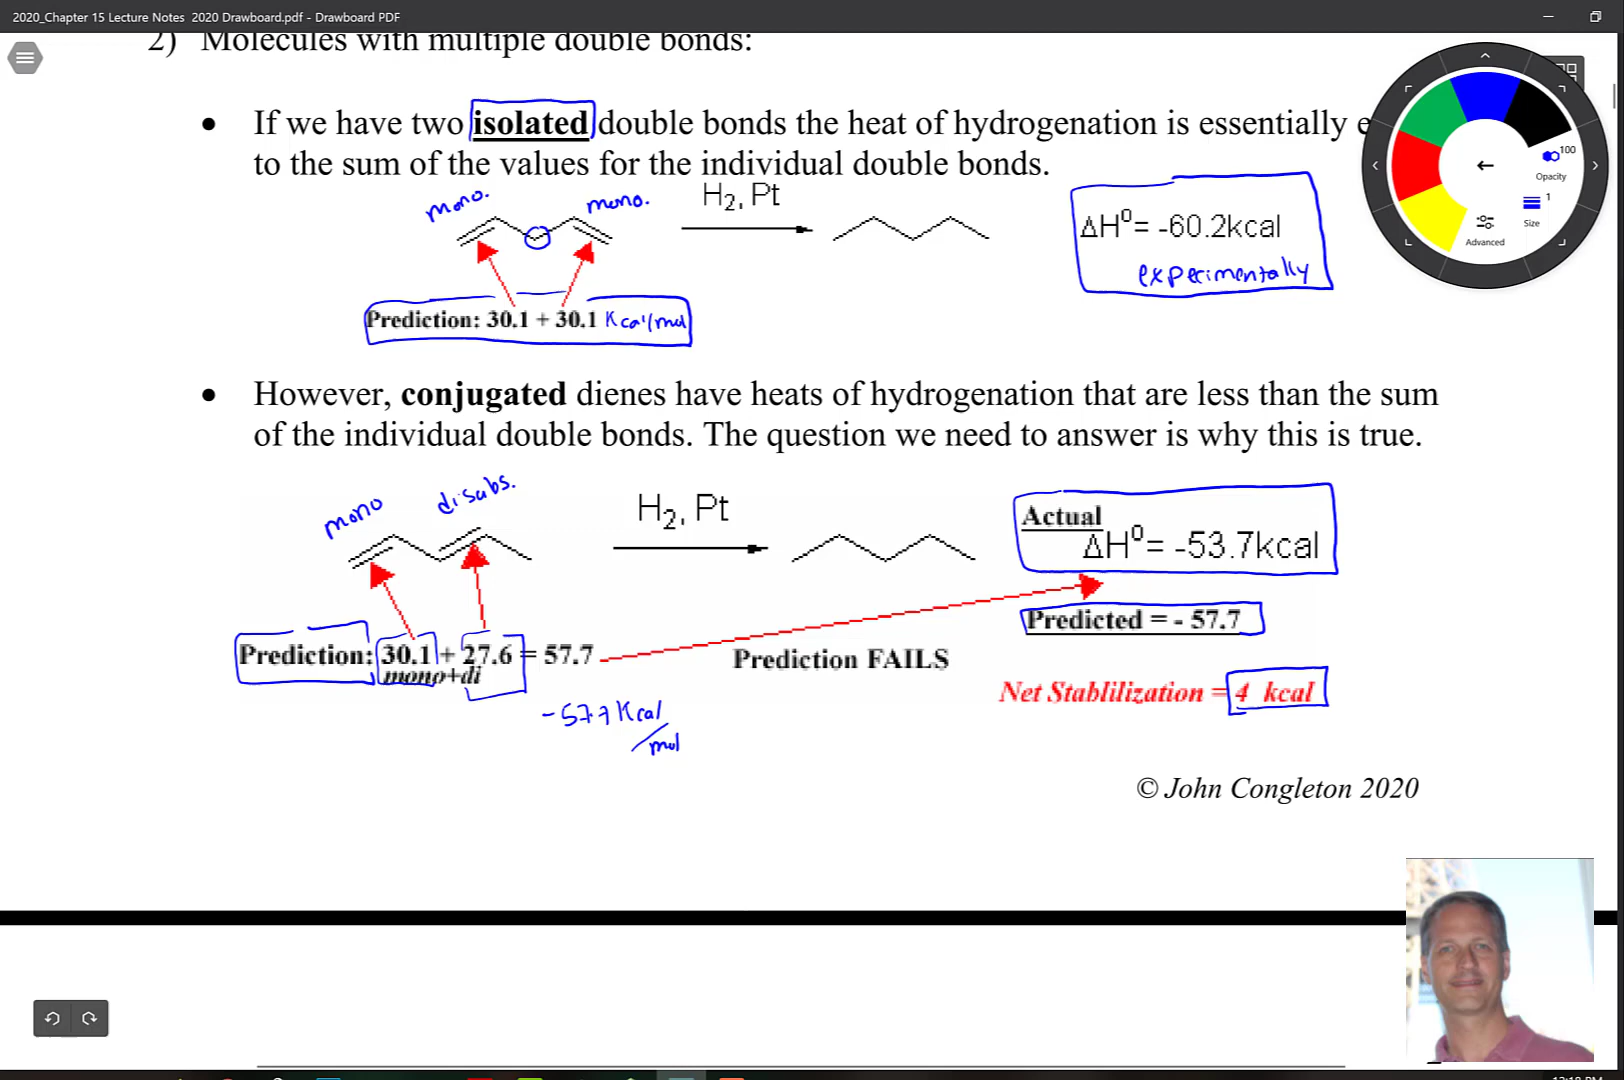 2020_Chapter 15 Lecture Notes 2020 Drawboard.pdf - Drawboard PDF
2) Molecules with multiple double bonds:
• If we have two isolated double bonds the heat of hydrogenation is essentially e
to the sum of the values for the individual double bonds.
mono. mono. H2, Pt
ΔH⁰= -60.2kcal
experimentally
Prediction: 30.1 + 30.1 Kcal/mol
100
Opacity
1
Size
Advanced
• However, conjugated dienes have heats of hydrogenation that are less than the sum
of the individual double bonds. The question we need to answer is why this is true.
mono disubs. H2, Pt
Actual
ΔH⁰= -53.7kcal
Predicted = - 57.7
Prediction: 30.1 + 27.6 = 57.7 Prediction FAILS
mono+di
Net Stablilization = 4 kcal
-57.7 Kcal
/mol
© John Congleton 2020